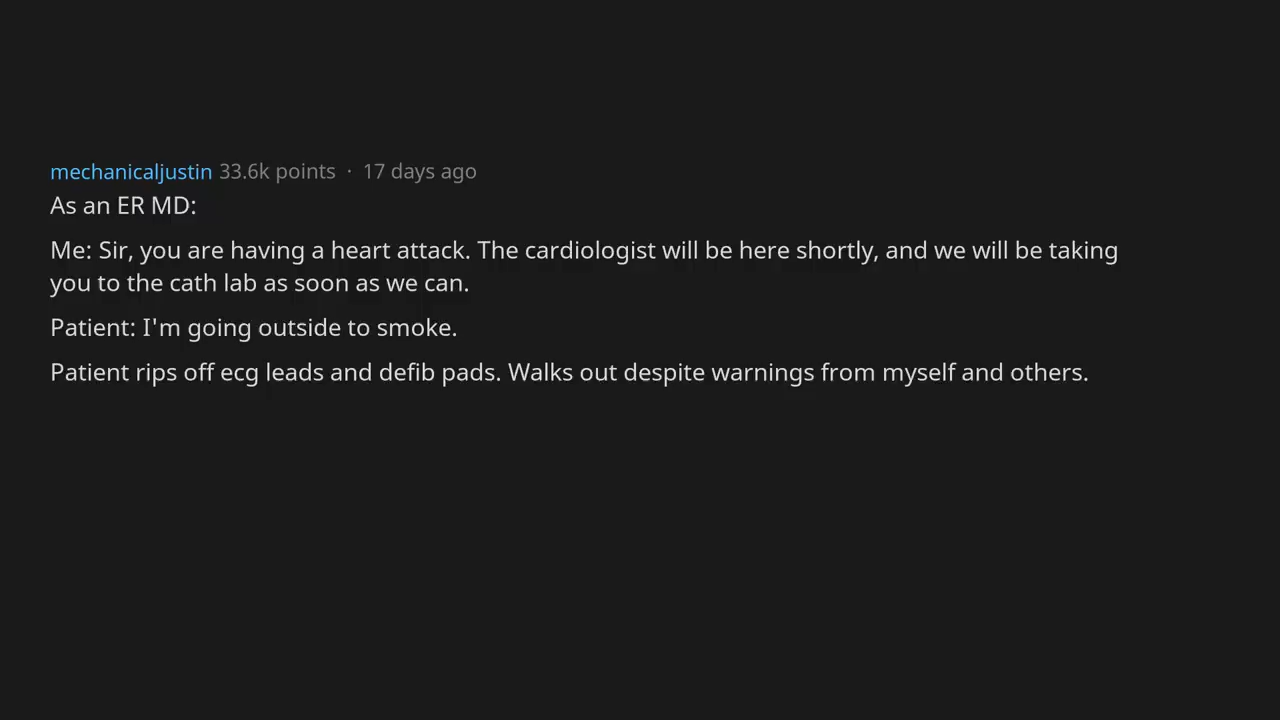 mechanicaljustin 33.6k points · 17 days ago
As an ER MD:
Me: Sir, you are having a heart attack. The cardiologist will be here shortly, and we will be taking
you to the cath lab as soon as we can.
Patient: I'm going outside to smoke.
Patient rips off ecg leads and defib pads. Walks out despite warnings from myself and others.